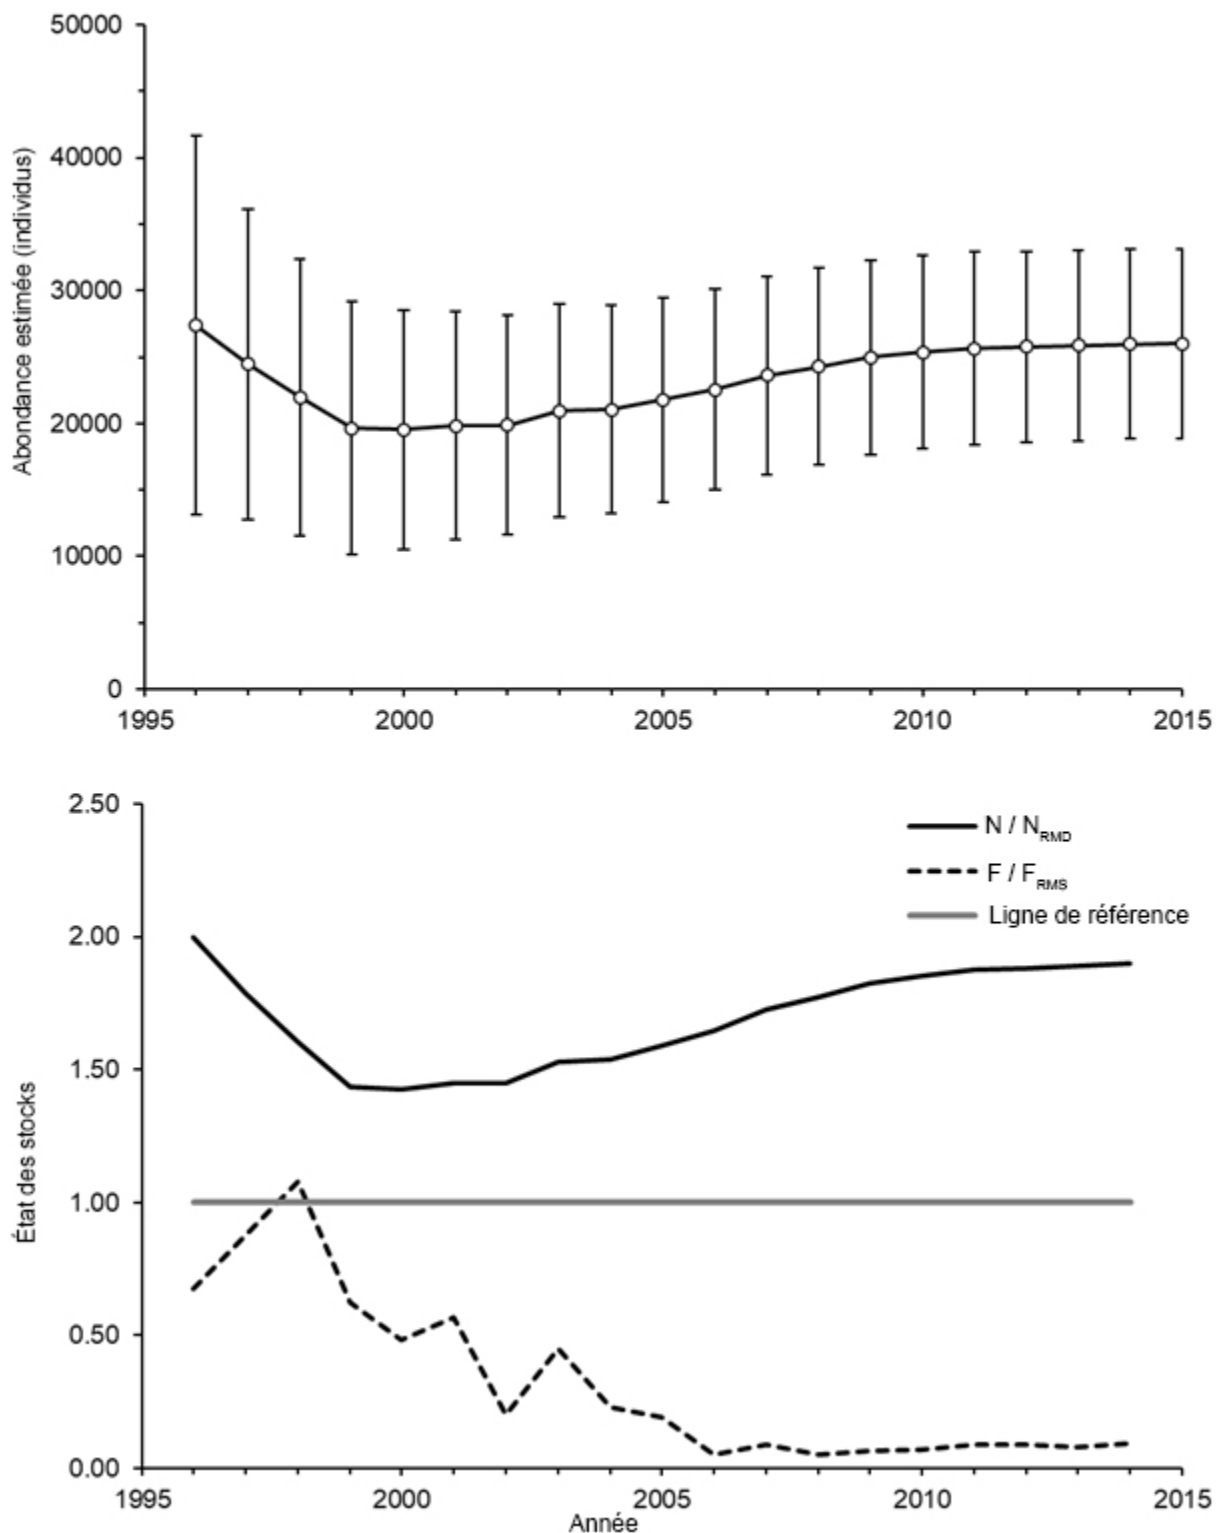 50000
40000
30000
20000
10000
0
Abondance estimée (individus)
1995 2000 2005 2010 2015
2.50
2.00
1.50
1.00
0.50
0.00
État des stocks
N / NRMD
F / FRMS
Ligne de référence
1995 2000 2005 2010 2015
Année